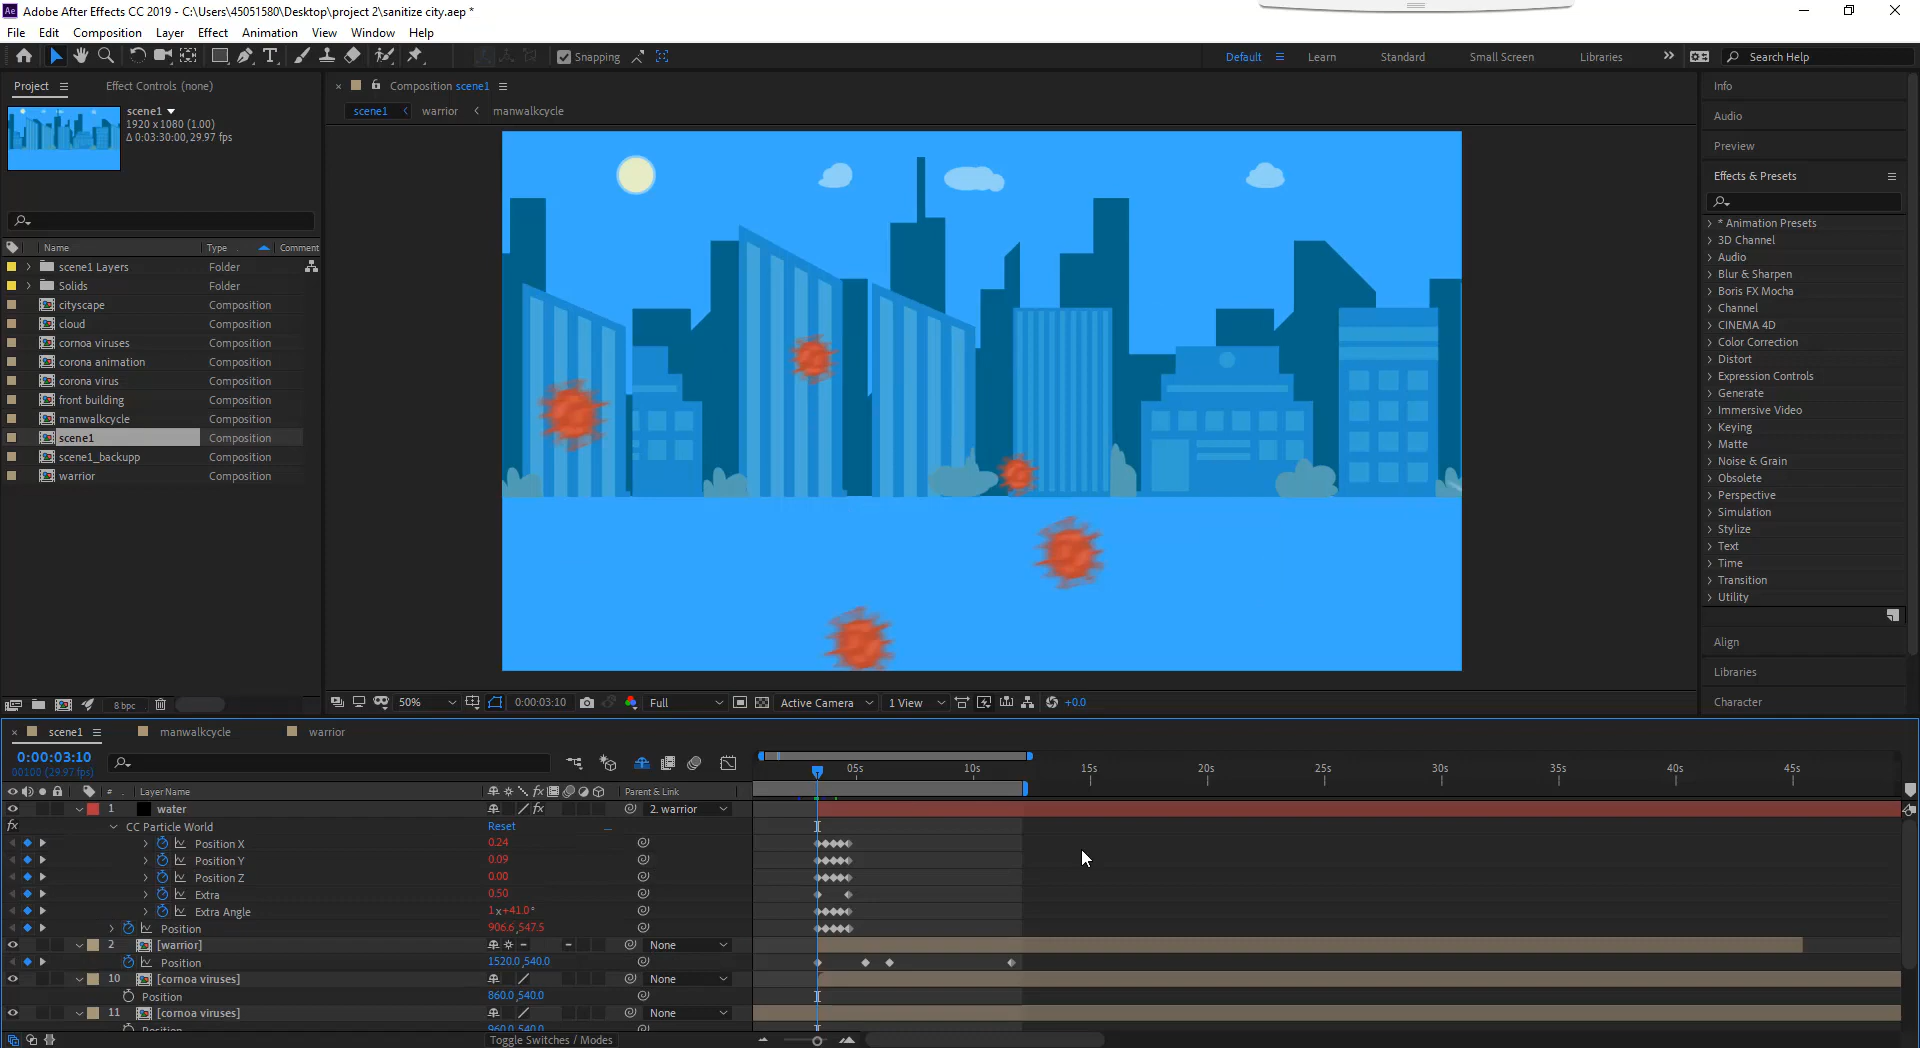 Adobe After Effects CC 2019 - C:\Users\45051580\Desktop\project 2\sanitize city.aep *
File Edit Composition Layer Effect Animation View Window Help
Snapping Default Learn Standard Small Screen Libraries Search Help
Project Effect Controls (none)
scene1
1920 x 1080 (1.00)
Δ 0:03:30:00, 29.97 fps
Name Type Comment
scene1 Layers Folder
Solids Folder
cityscape Composition
cloud Composition
cornoa viruses Composition
corona animation Composition
corona virus Composition
front building Composition
manwalkcycle Composition
scene1 Composition
scene1_backupp Composition
warrior Composition
8 bpc
Composition scene1
scene1 warrior manwalkcycle
50% 0:00:03:10 Full Active Camera 1 View +0.0
Info
Audio
Preview
Effects & Presets
* Animation Presets
3D Channel
Audio
Blur & Sharpen
Boris FX Mocha
Channel
CINEMA 4D
Color Correction
Distort
Expression Controls
Generate
Immersive Video
Keying
Matte
Noise & Grain
Obsolete
Perspective
Simulation
Stylize
Text
Time
Transition
Utility
Align
Libraries
Character
scene1 manwalkcycle warrior
0:00:03:10
00100 (29.97 fps)
05s 10s 15s 20s 25s 30s 35s 40s 45s
# Layer Name fx Parent & Link
1 water fx 2. warrior
fx CC Particle World Reset
Position X 0.24
Position Y 0.09
Position Z 0.00
Extra 0.50
Extra Angle 1x+41.0°
Position 906.6,547.5
2 [warrior] None
Position 1520.0,540.0
10 [cornoa viruses] None
Position 860.0,540.0
11 [cornoa viruses] None
Position 960.0,540.0
Toggle Switches / Modes